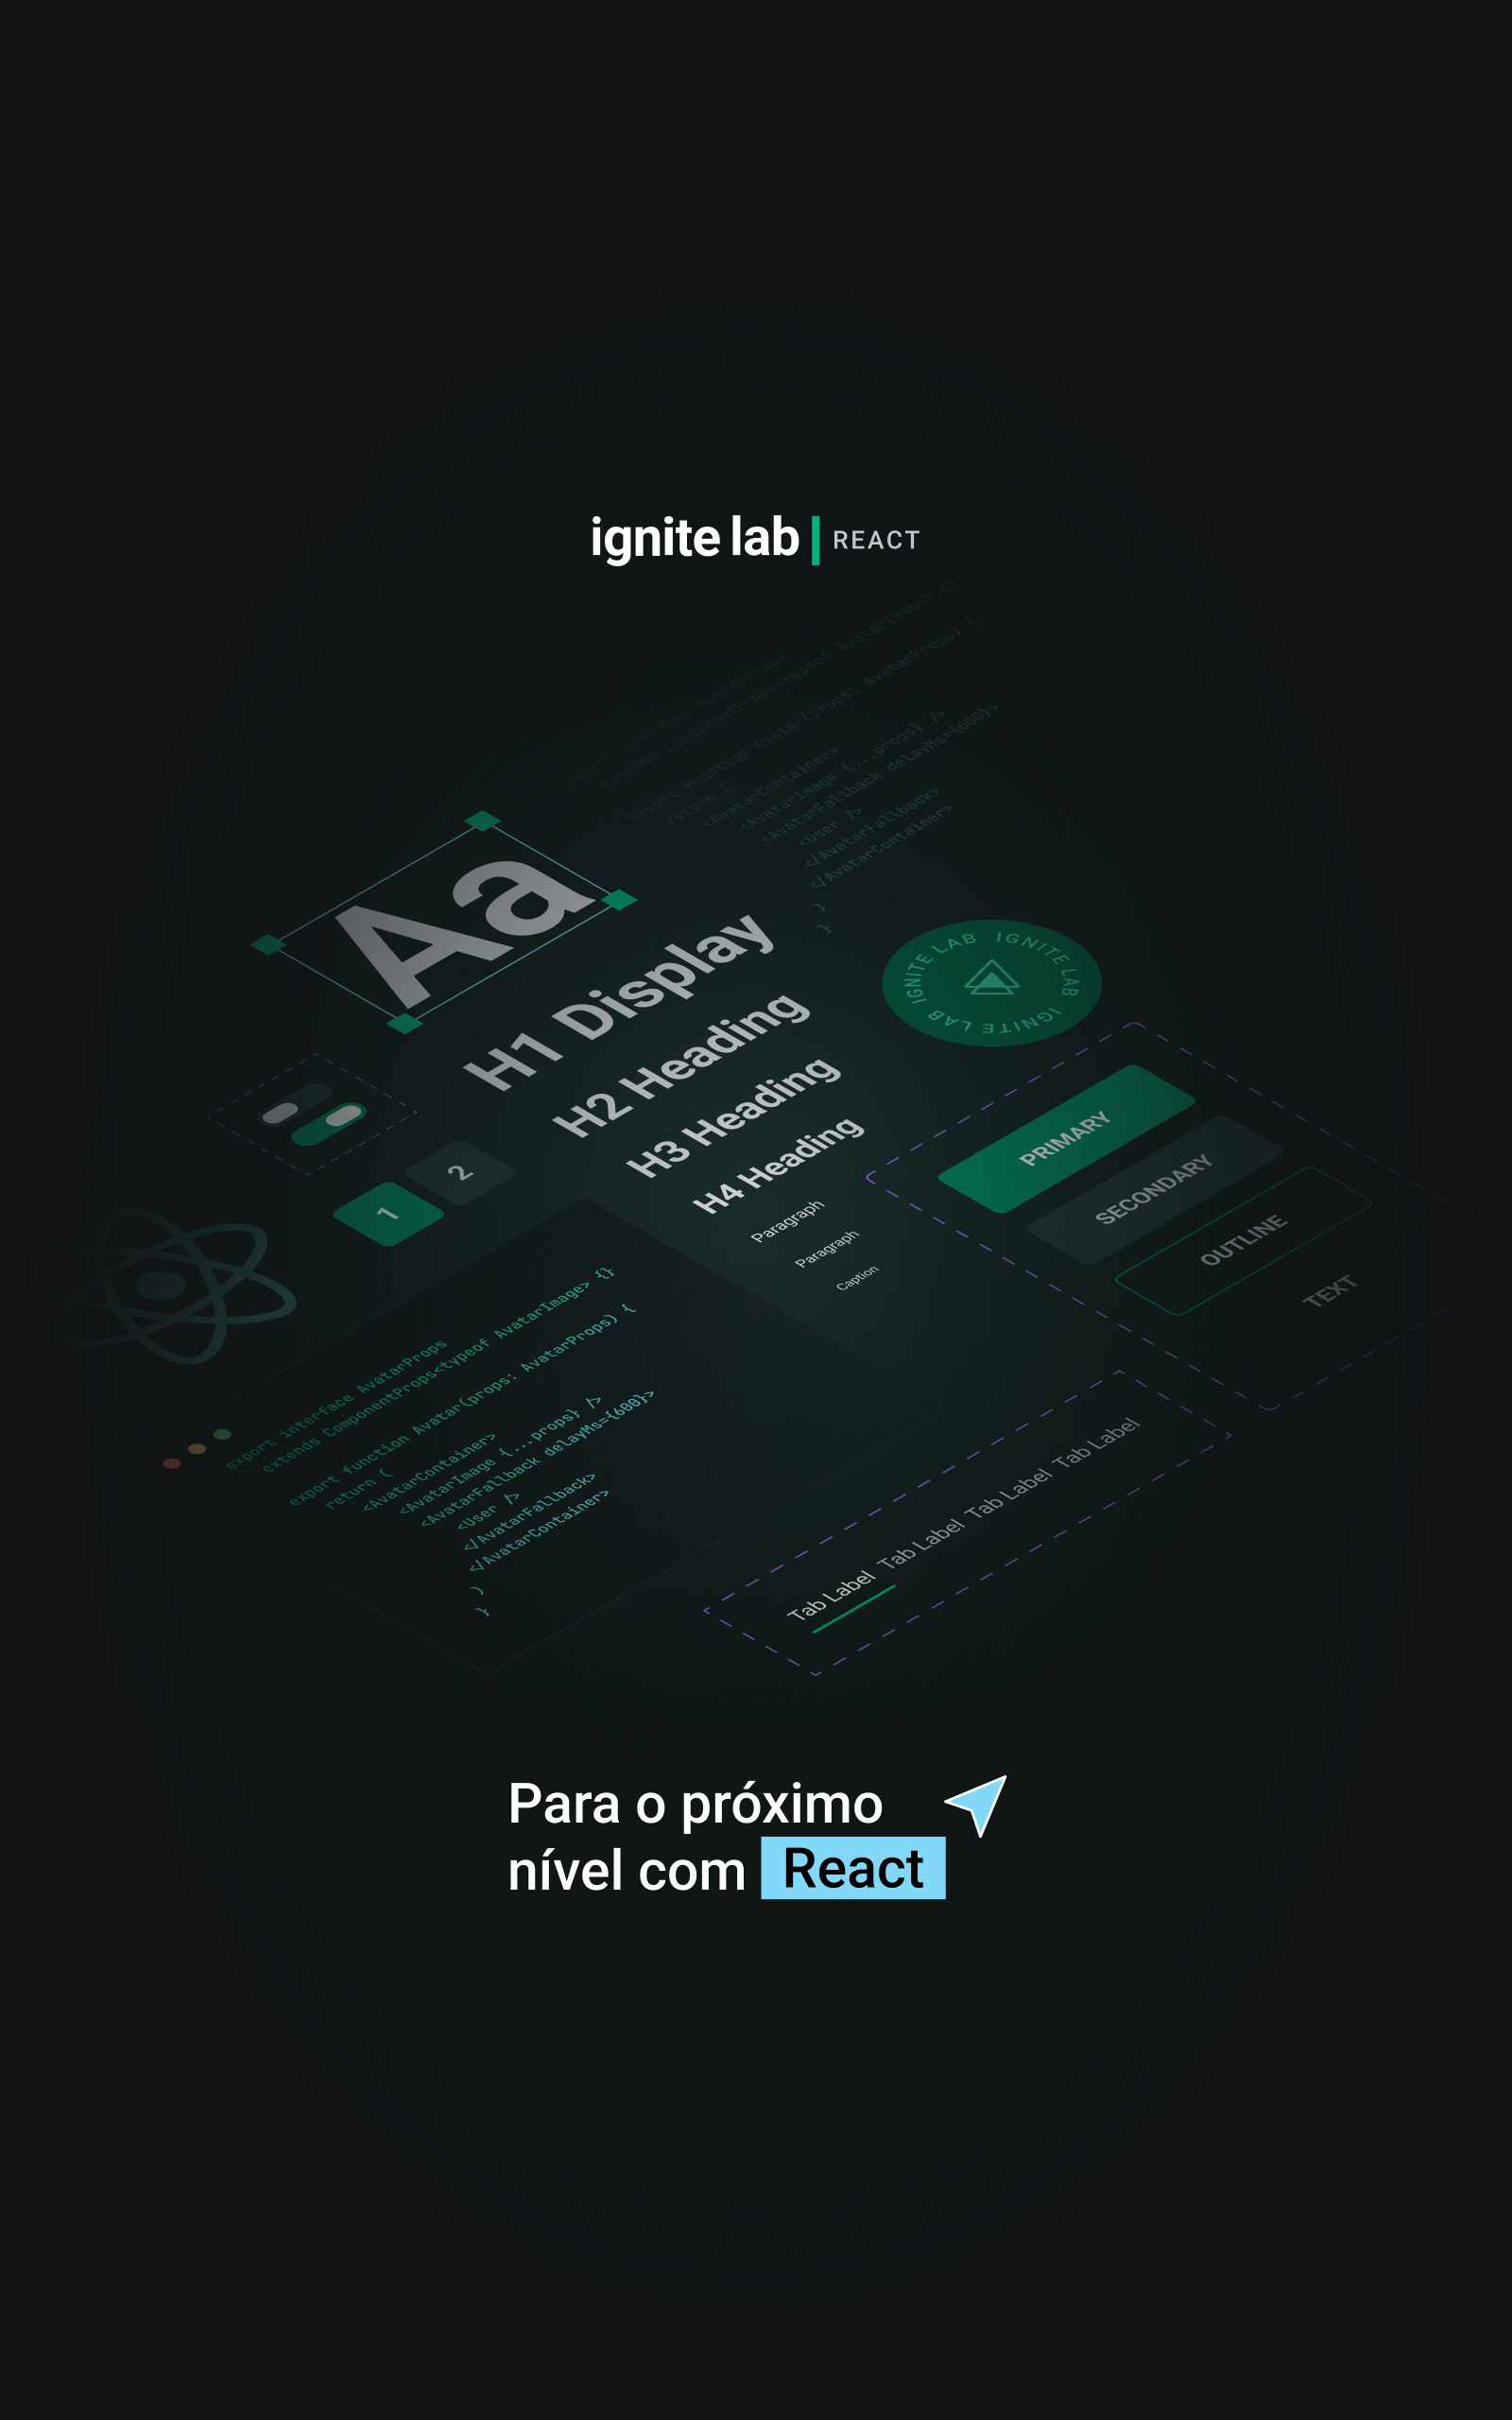 ignite lab | REACT
export interface AvatarProps
extends ComponentProps<typeof AvatarImage> {}
export function Avatar(props: AvatarProps) {
return (
<AvatarContainer>
<AvatarImage {...props} />
<AvatarFallback delayMs={600}>
<User />
</AvatarFallback>
</AvatarContainer>
)
}
Aa
H1 Display
H2 Heading
H3 Heading
H4 Heading
Paragraph
Paragraph
Caption
IGNITE LAB IGNITE LAB IGNITE LAB
PRIMARY
SECONDARY
OUTLINE
TEXT
1
2
export interface AvatarProps
extends ComponentProps<typeof AvatarImage> {}
export function Avatar(props: AvatarProps) {
return (
<AvatarContainer>
<AvatarImage {...props} />
<AvatarFallback delayMs={600}>
<User />
</AvatarFallback>
</AvatarContainer>
)
}
Tab Label Tab Label Tab Label Tab Label
Para o próximo
nível com React